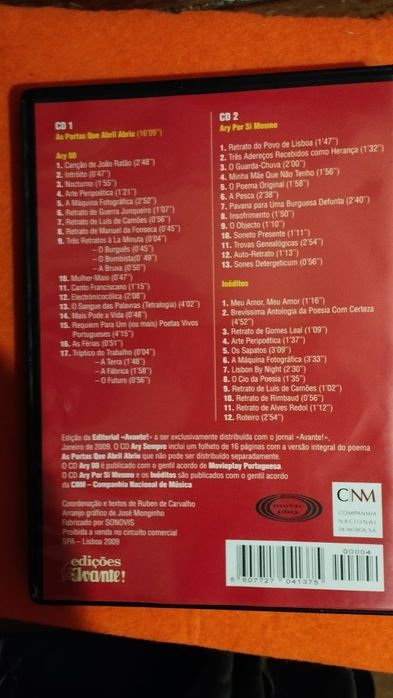 CD 1
As Portas Que Abril Abriu (16'09'')
Ary 80
1. Canção de João Ratão (2'48'')
2. Intróito (0'47'')
3. Nocturno (1'55'')
4. Arte Peripoética (1'21'')
5. A Máquina Fotográfica (2'52'')
6. Retrato de Guerra Junqueiro (1'07'')
7. Retrato de Luís de Camões (0'56'')
8. Retrato de Manuel da Fonseca (0'45'')
9. Três Retratos à La Minuta (0'04'')
– O Burguês (0'45'')
– O Bombista (0' 49'')
– A Bruxa (0'50'')
10. Mulher-Maio (0'47'')
11. Canto Franciscano (1'15'')
12. Electrónicocólica (2'08'')
13. O Sangue das Palavras (Tetralogia) (4'02'')
14. Mais Pode a Vida (0'48'')
15. Requiem Para Um (ou mais) Poetas Vivos
Portugueses (4'15'')
16. As Férias (0'51'')
17. Tríptico do Trabalho (0'04'')
– A Terra (1'48'')
– A Fábrica (1'58'')
– O Futuro (0'56'')
CD 2
Ary Por Si Mesmo
1. Retrato do Povo de Lisboa (1'47'')
2. Três Adereços Recebidos como Herança (1'32'')
3. O Guarda-Chuva (2'00'')
4. Minha Mãe Que Não Tenho (1'56'')
5. O Poema Original (1'58'')
6. A Pesca (2'38'')
7. Pavana para Uma Burguesa Defunta (2'40'')
8. Insofrimento (1'50'')
9. O Objecto (1'10'')
10. Soneto Presente (1'11'')
11. Trovas Genealógicas (2'54'')
12. Auto-Retrato (1'13'')
13. Sones Detergeticum (0'56'')
Inéditos
1. Meu Amor, Meu Amor (1'16'')
2. Brevíssima Antologia da Poesia Com Certeza
(4'52'')
3. Retrato de Gomes Leal (1'09'')
4. Arte Peripoética (1'37'')
5. Os Sapatos (3'09'')
6. A Máquina Fotográfica (3'33'')
7. Lisbon By Night (2'30'')
8. O Cio da Poesia (1'35'')
9. Retrato de Luís de Camões (1'02'')
10. Retrato de Rimbaud (0'56'')
11. Retrato de Alves Redol (1'12'')
12. Roteiro (2'54'')
Edição da Editorial «Avante!» a ser exclusivamente distribuída com o jornal «Avante!»,
Janeiro de 2009. O CD Ary Sempre inclui um folheto de 16 páginas com a versão integral do poema
As Portas Que Abril Abriu que não pode ser distribuído separadamente.
O CD Ary 80 é publicado com o gentil acordo de Movieplay Portuguesa.
O CD Ary Por Si Mesmo e os Inéditos são publicados com o gentil acordo
da CNM – Companhia Nacional de Música
Coordenação e textos de Ruben de Carvalho
Arranjo gráfico de José Monginho
Fabricado por SONOVIS
Proibida a venda no circuito comercial
SPA – Lisboa 2009
edições
Avante!
movie
play
CNM
COMPANHIA
NACIONAL
DE MÚSICA, S.A.
00004
5 607727 041375